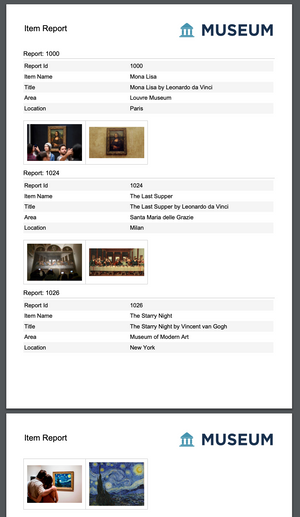 Item Report
MUSEUM
Report: 1000
Report Id 1000
Item Name Mona Lisa
Title Mona Lisa by Leonardo da Vinci
Area Louvre Museum
Location Paris
Report: 1024
Report Id 1024
Item Name The Last Supper
Title The Last Supper by Leonardo da Vinci
Area Santa Maria delle Grazie
Location Milan
Report: 1026
Report Id 1026
Item Name The Starry Night
Title The Starry Night by Vincent van Gogh
Area Museum of Modern Art
Location New York
Item Report
MUSEUM